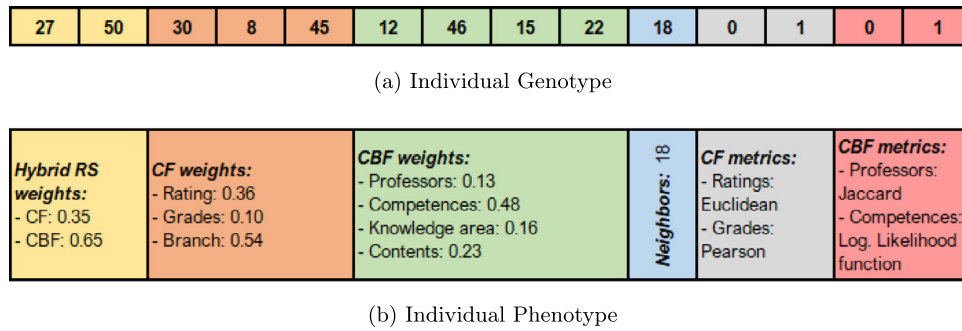 27 50 30 8 45 12 46 15 22 18 0 1 0 1
(a) Individual Genotype
Hybrid RS
weights:
- CF: 0.35
- CBF: 0.65
CF weights:
- Rating: 0.36
- Grades: 0.10
- Branch: 0.54
CBF weights:
- Professors: 0.13
- Competences: 0.48
- Knowledge area: 0.16
- Contents: 0.23
Neighbors: 18
CF metrics:
- Ratings:
Euclidean
- Grades:
Pearson
CBF metrics:
- Professors:
Jaccard
- Competences:
Log. Likelihood
function
(b) Individual Phenotype